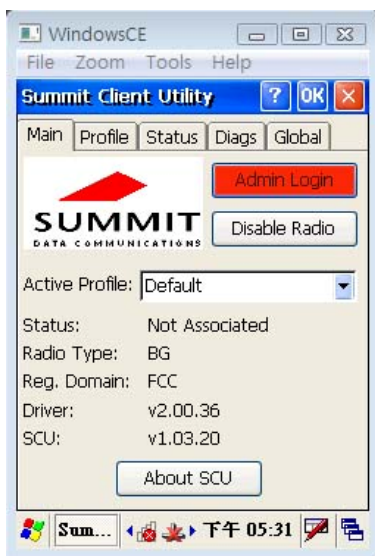 WindowsCE
File Zoom Tools Help
Summit Client Utility ? OK
Main Profile Status Diags Global
Admin Login
SUMMIT
DATA COMMUNICATIONS
Disable Radio
Active Profile: Default
Status: Not Associated
Radio Type: BG
Reg. Domain: FCC
Driver: v2.00.36
SCU: v1.03.20
About SCU
Sum... 下午 05:31